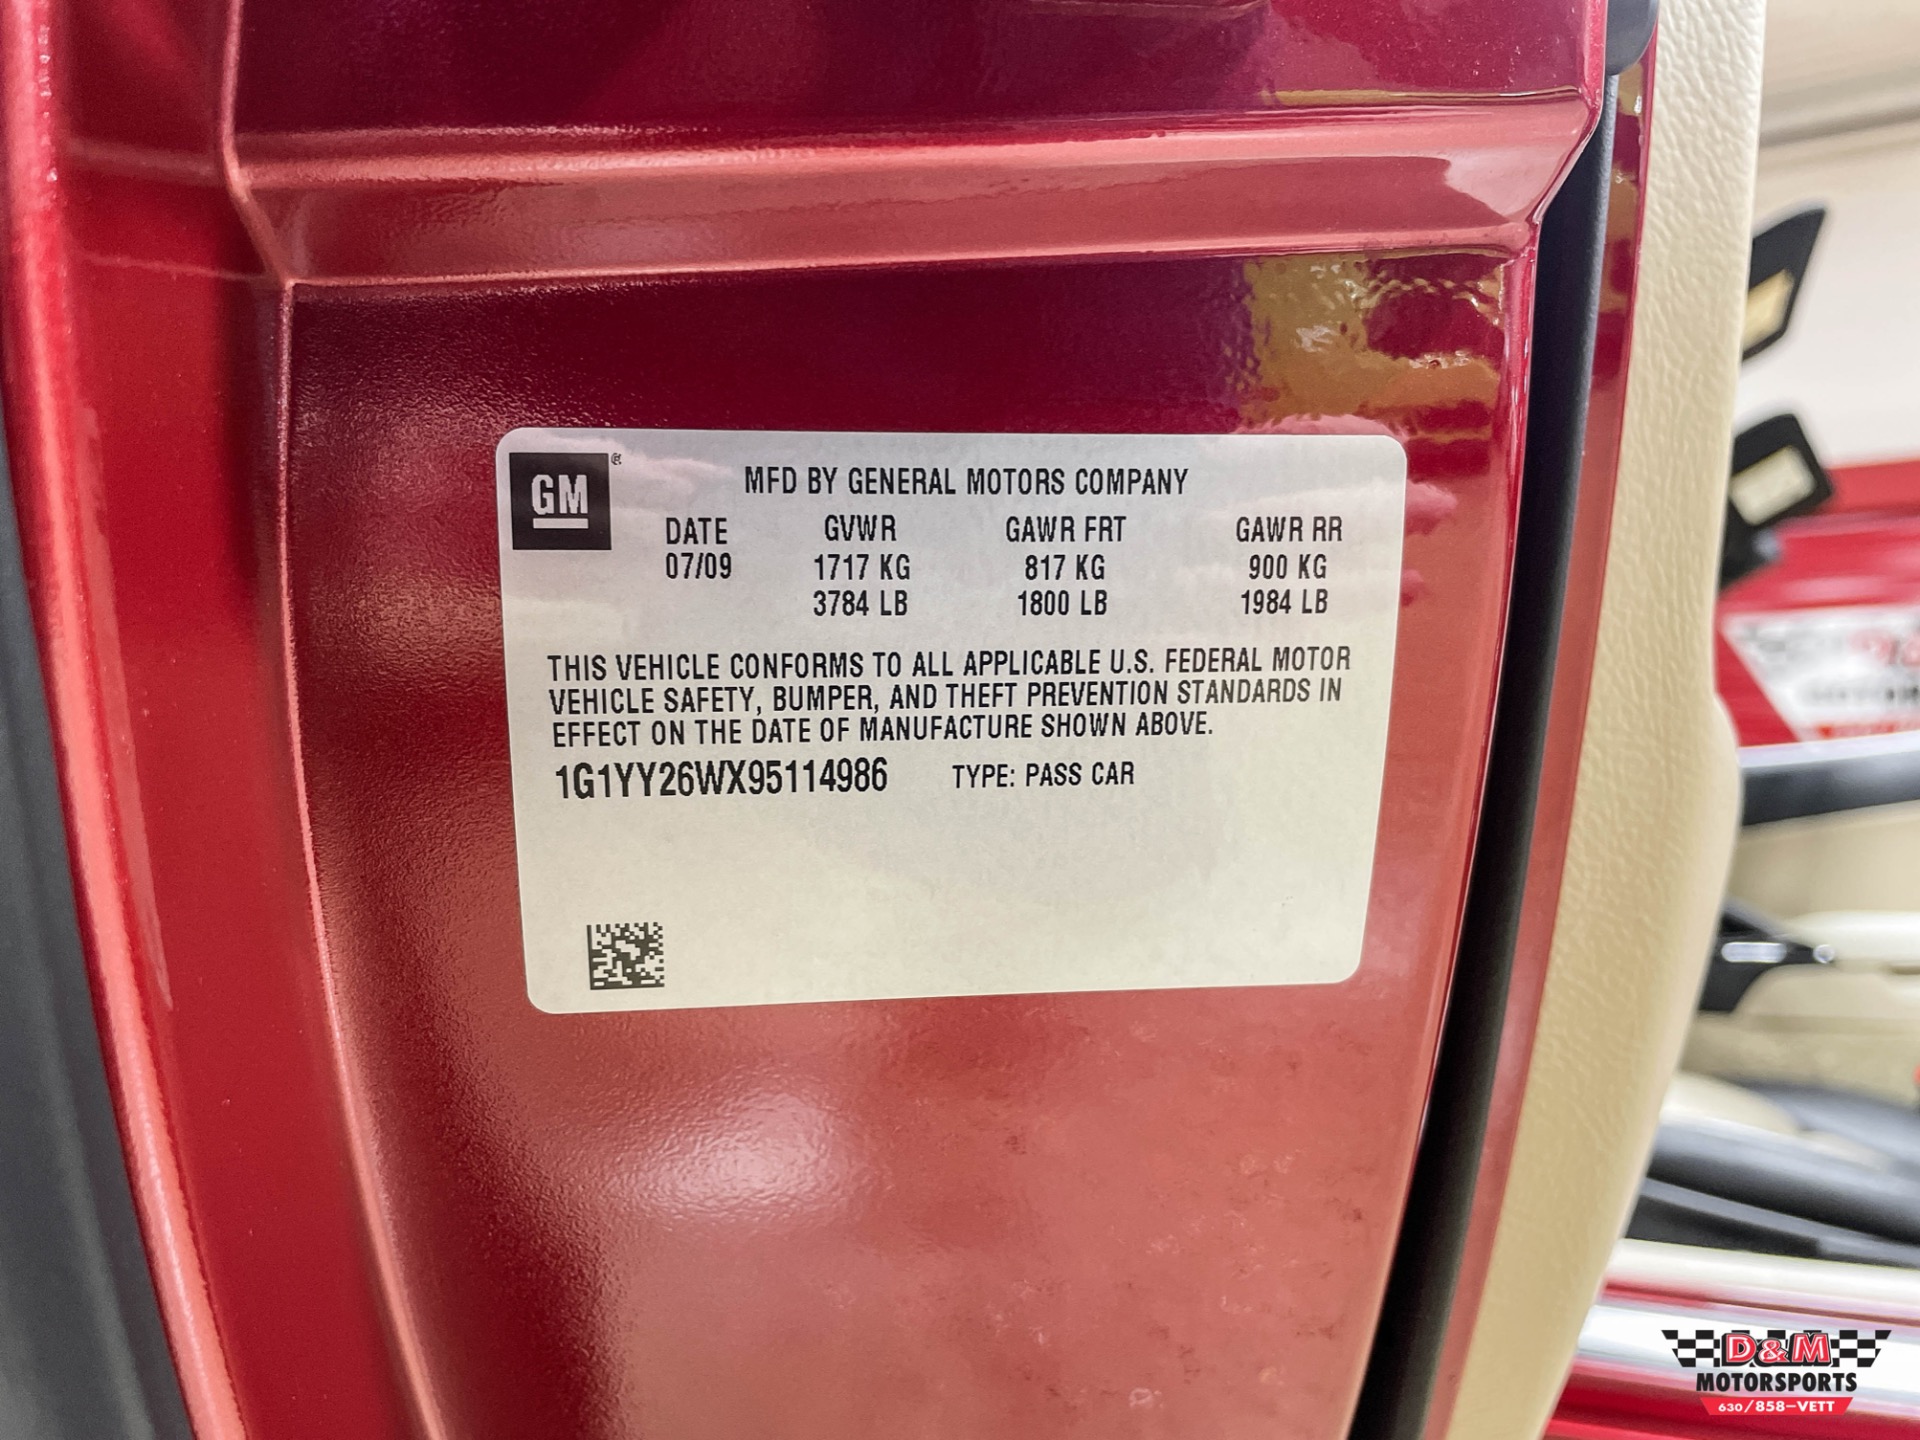 GM®
MFD BY GENERAL MOTORS COMPANY
DATE GVWR GAWR FRT GAWR RR
07/09 1717 KG 817 KG 900 KG
3784 LB 1800 LB 1984 LB
THIS VEHICLE CONFORMS TO ALL APPLICABLE U.S. FEDERAL MOTOR
VEHICLE SAFETY, BUMPER, AND THEFT PREVENTION STANDARDS IN
EFFECT ON THE DATE OF MANUFACTURE SHOWN ABOVE.
1G1YY26WX95114986 TYPE: PASS CAR
D&M
MOTORSPORTS
630/858-VETT